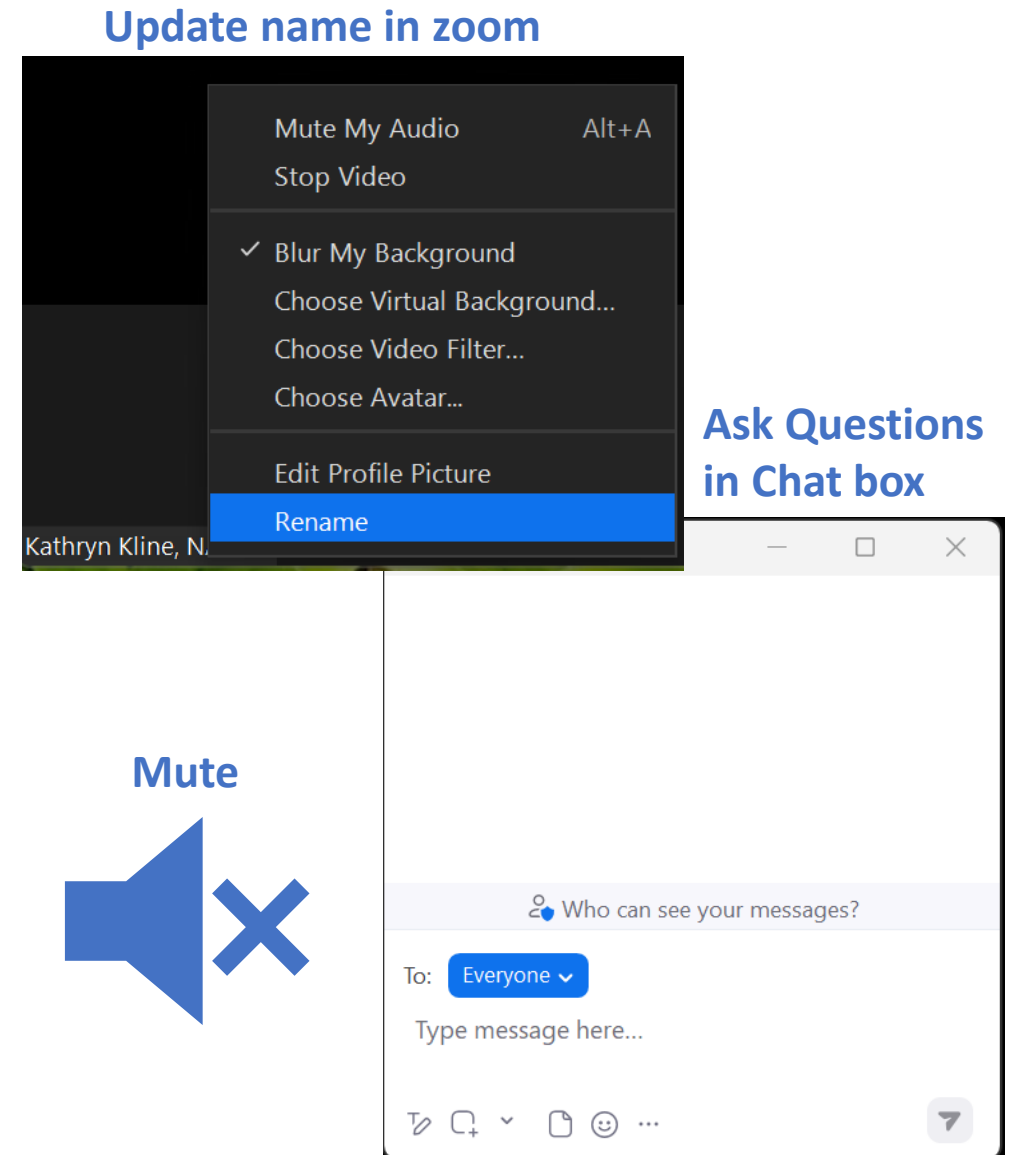 Update name in zoom
Mute My Audio Alt+A
Stop Video
Blur My Background
Choose Virtual Background...
Choose Video Filter...
Choose Avatar...
Edit Profile Picture
Rename
Kathryn Kline, N
Ask Questions
in Chat box
Mute
Who can see your messages?
To: Everyone
Type message here...